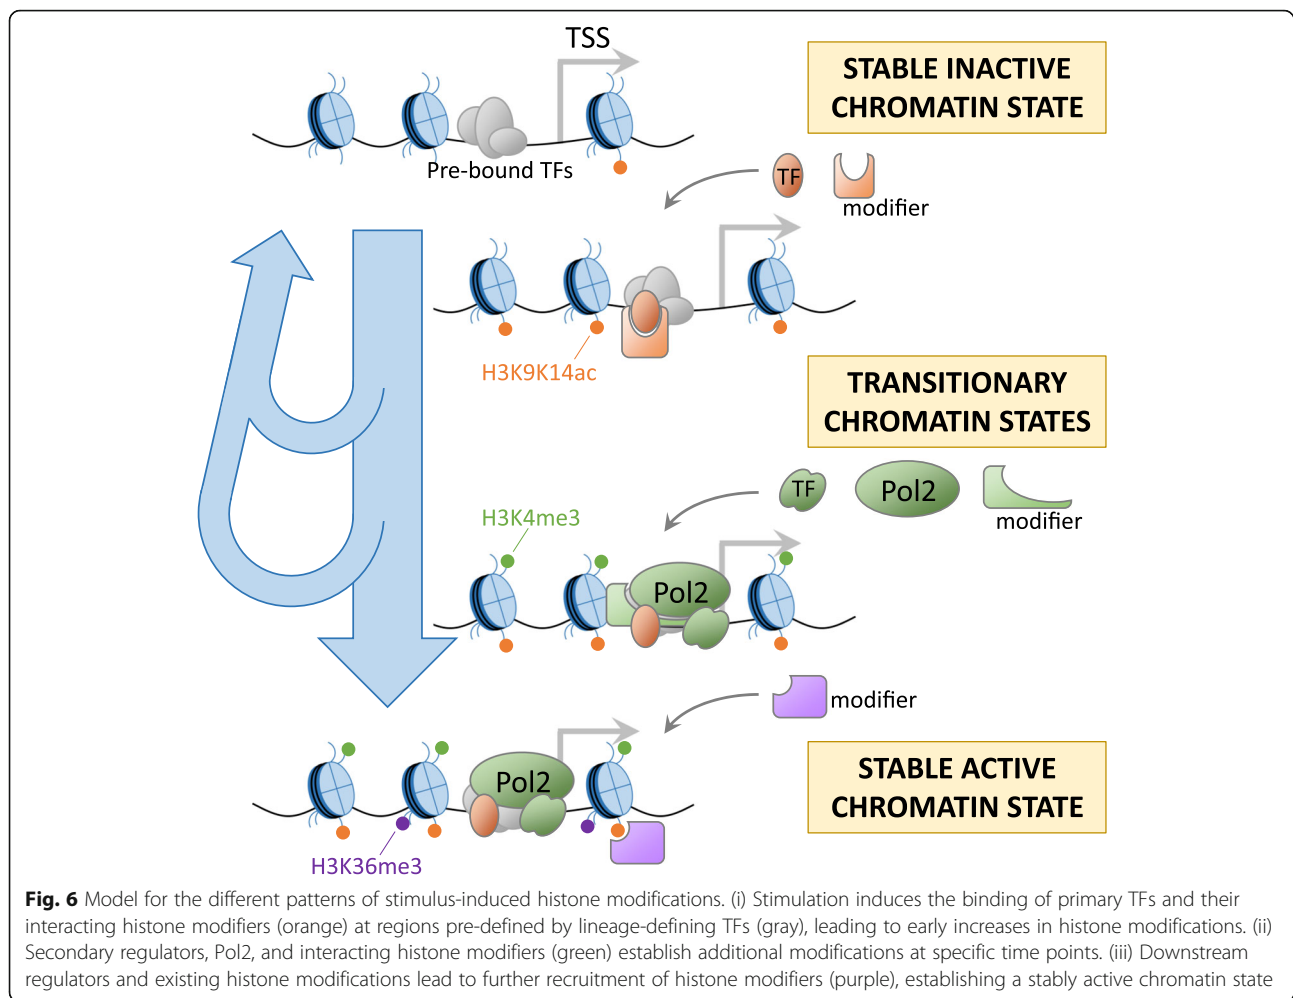 TSS
STABLE INACTIVE
CHROMATIN STATE
Pre-bound TFs
TF
modifier
H3K9K14ac
TRANSITIONARY
CHROMATIN STATES
TF
Pol2
modifier
H3K4me3
Pol2
modifier
STABLE ACTIVE
CHROMATIN STATE
Pol2
H3K36me3
Fig. 6 Model for the different patterns of stimulus-induced histone modifications. (i) Stimulation induces the binding of primary TFs and their
interacting histone modifiers (orange) at regions pre-defined by lineage-defining TFs (gray), leading to early increases in histone modifications. (ii)
Secondary regulators, Pol2, and interacting histone modifiers (green) establish additional modifications at specific time points. (iii) Downstream
regulators and existing histone modifications lead to further recruitment of histone modifiers (purple), establishing a stably active chromatin state